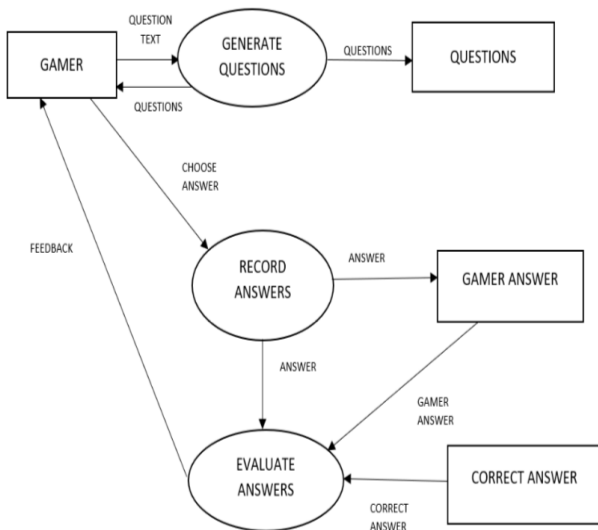 QUESTION
TEXT
GENERATE
QUESTIONS
GAMER
QUESTIONS
QUESTIONS
QUESTIONS
CHOOSE
ANSWER
FEEDBACK
RECORD
ANSWERS
ANSWER
GAMER ANSWER
ANSWER
GAMER
ANSWER
EVALUATE
ANSWERS
CORRECT ANSWER
CORRECT
ANSWER